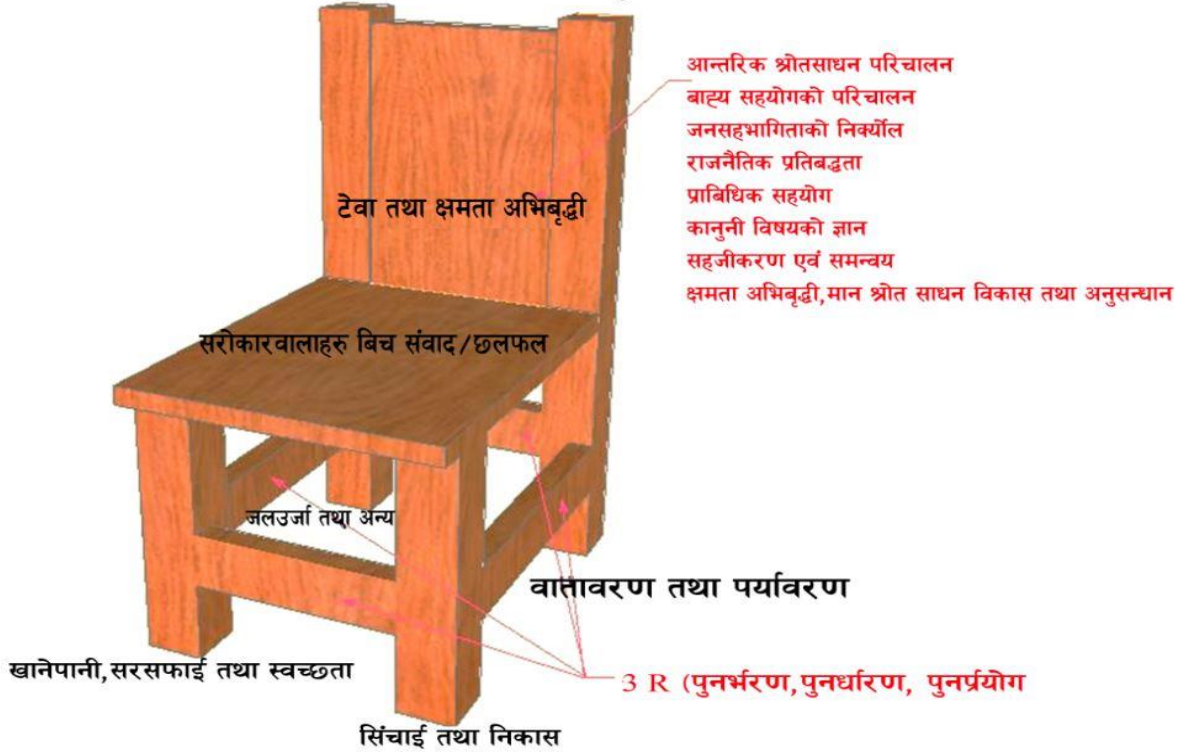 आन्तरिक श्रोतसाधन परिचालन
बाह्य सहयोगको परिचालन
जनसहभागिताको निर्क्योल
राजनैतिक प्रतिबद्धता
प्राबिधिक सहयोग
कानुनी विषयको ज्ञान
सहजीकरण एवं समन्वय
क्षमता अभिबृद्धी,मान श्रोत साधन विकास तथा अनुसन्धान
टेवा तथा क्षमता अभिबृद्धी
सरोकारवालाहरु बिच संवाद/छलफल
जलउर्जा तथा अन्य
वातावरण तथा पर्यावरण
खानेपानी,सरसफाई तथा स्वच्छता
3 R (पुनर्भरण,पुनर्धारण, पुनर्प्रयोग
सिंचाई तथा निकास